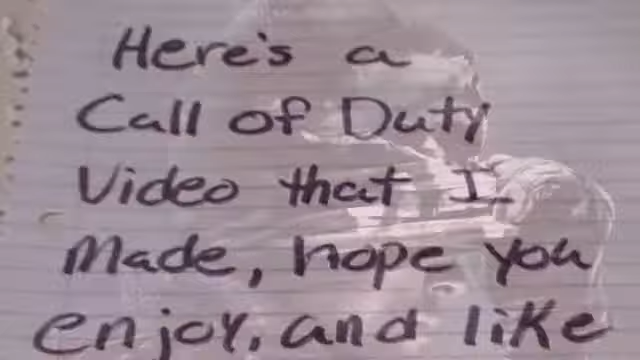 Here's a
Call of Duty
Video that I
Made, hope you
enjoy, and like